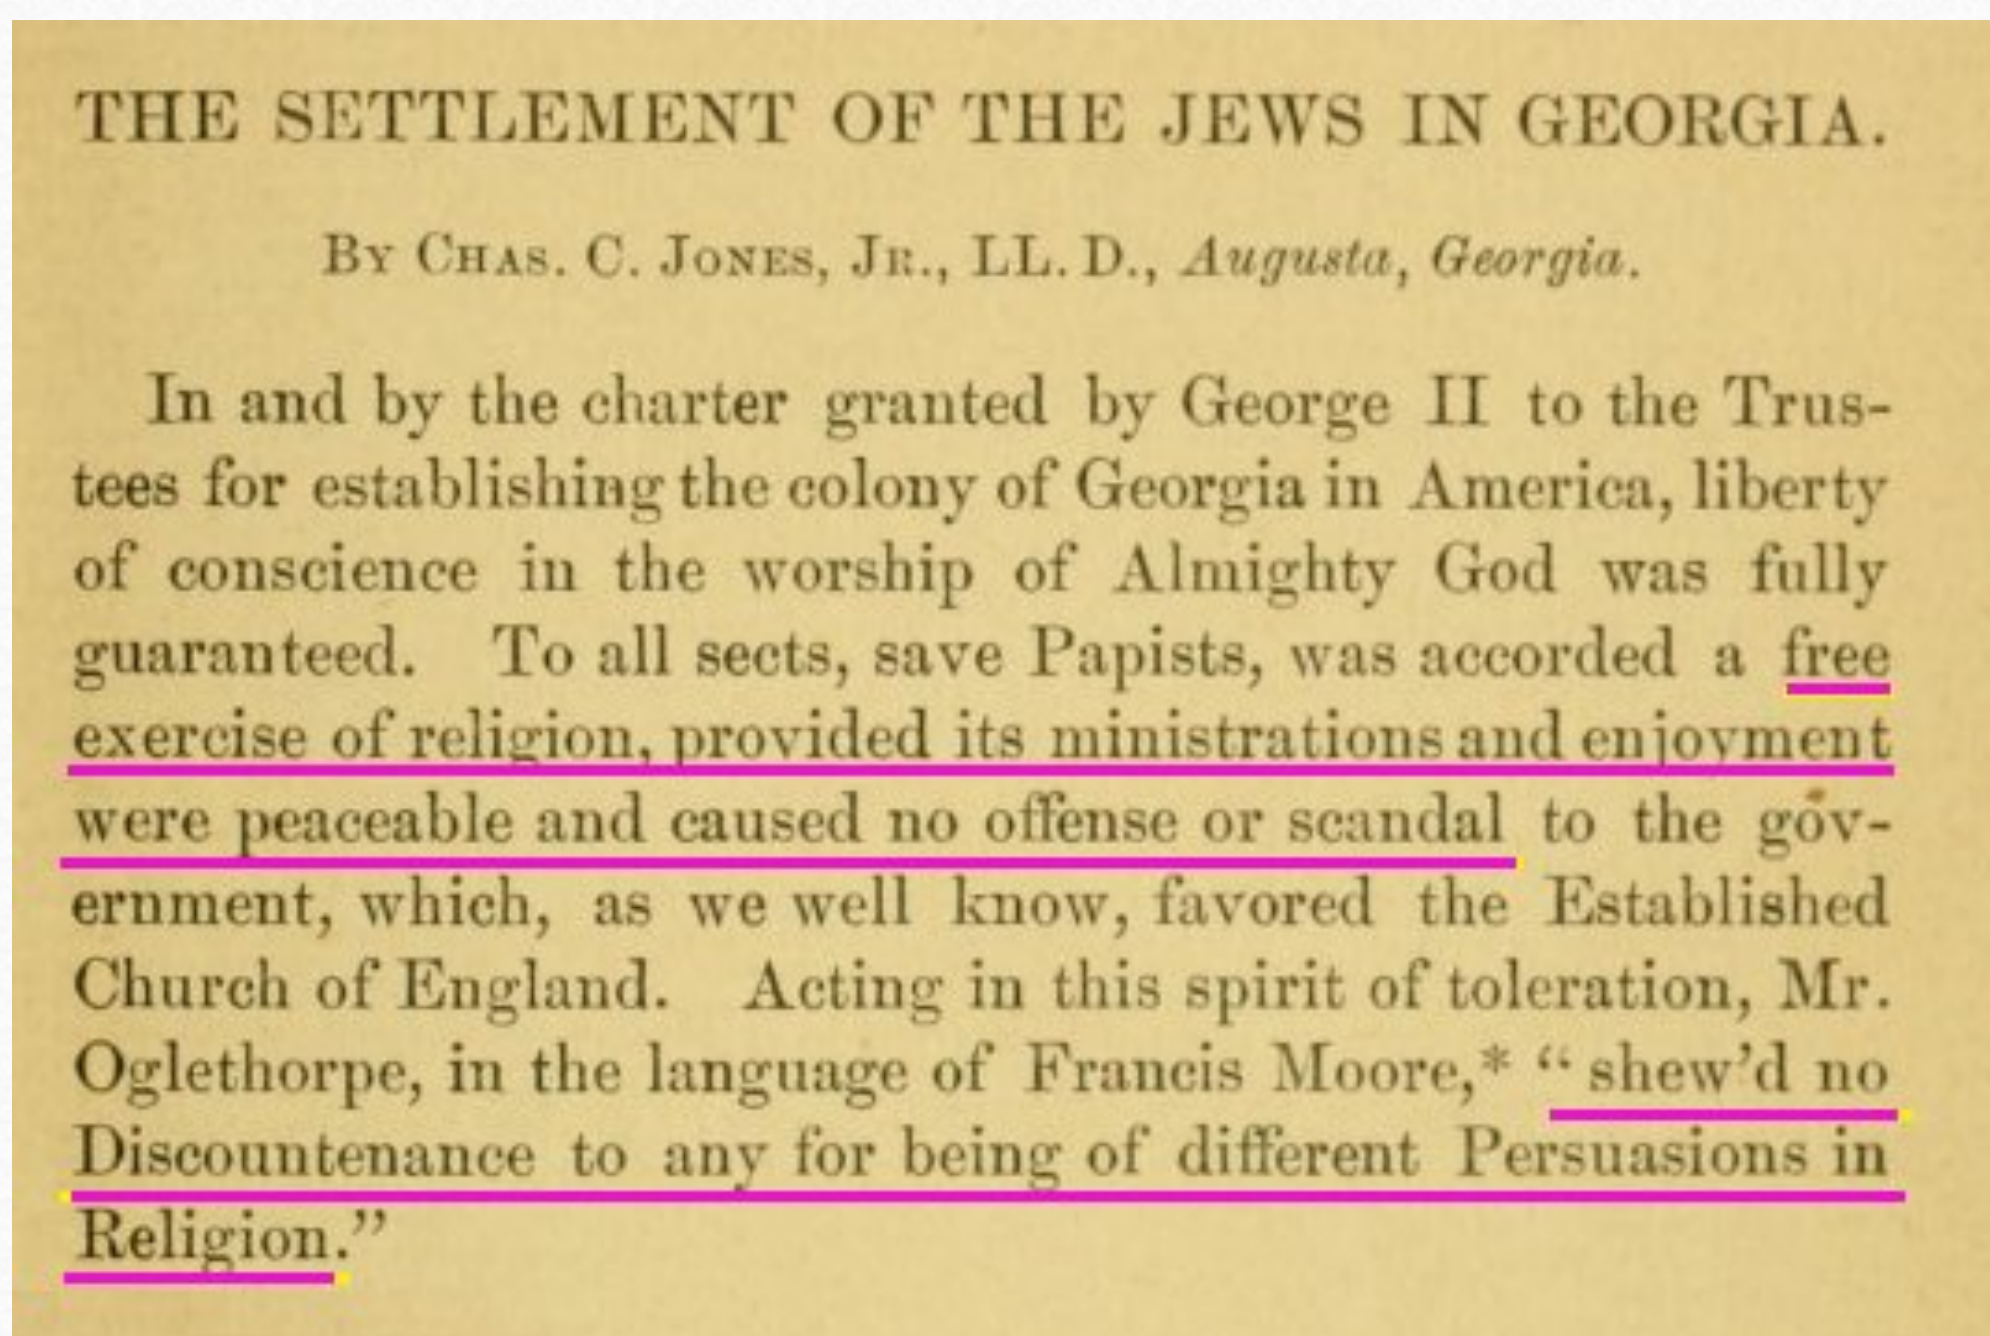 THE SETTLEMENT OF THE JEWS IN GEORGIA.
By Chas. C. Jones, Jr., LL. D., Augusta, Georgia.
In and by the charter granted by George II to the Trus-
tees for establishing the colony of Georgia in America, liberty
of conscience in the worship of Almighty God was fully
guaranteed. To all sects, save Papists, was accorded a free
exercise of religion, provided its ministrations and enjoyment
were peaceable and caused no offense or scandal to the gov-
ernment, which, as we well know, favored the Established
Church of England. Acting in this spirit of toleration, Mr.
Oglethorpe, in the language of Francis Moore,* “ shew’d no
Discountenance to any for being of different Persuasions in
Religion.”